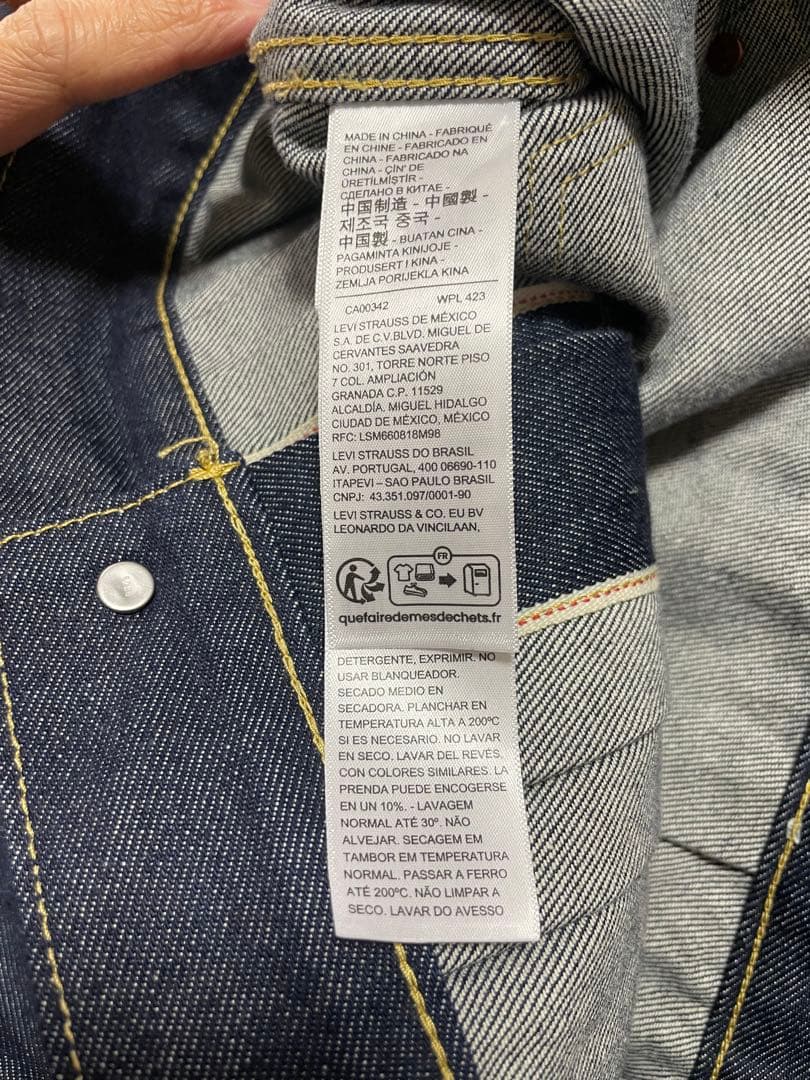 MADE IN CHINA - FABRIQUÉ
EN CHINE - FABRICADO EN
CHINA - FABRICADO NA
CHINA - ÇİN' DE
ÜRETİLMİŞTİR -
СДЕЛАНО В КИТАЕ -
中国制造 - 中國製 -
제조국 중국 -
中国製 - BUATAN CINA -
PAGAMINTA KINIJOJE -
PRODUSERT I KINA -
ZEMLJA PORIJEKLA KINA
CA00342 WPL 423
LEVI STRAUSS DE MÉXICO
S.A. DE C.V.BLVD. MIGUEL DE
CERVANTES SAAVEDRA
NO. 301, TORRE NORTE PISO
7 COL. AMPLIACIÓN
GRANADA C.P. 11529
ALCALDÍA. MIGUEL HIDALGO
CIUDAD DE MÉXICO, MÉXICO
RFC: LSM660818M98
LEVI STRAUSS DO BRASIL
AV. PORTUGAL, 400 06690-110
ITAPEVI – SAO PAULO BRASIL
CNPJ: 43.351.097/0001-90
LEVI STRAUSS & CO. EU BV
LEONARDO DA VINCILAAN,
FR
quefairedemesdechets.fr
DETERGENTE, EXPRIMIR. NO
USAR BLANQUEADOR.
SECADO MEDIO EN
SECADORA. PLANCHAR EN
TEMPERATURA ALTA A 200ºC
SI ES NECESARIO. NO LAVAR
EN SECO. LAVAR DEL REVÉS.
CON COLORES SIMILARES. LA
PRENDA PUEDE ENCOGERSE
EN UN 10%. - LAVAGEM
NORMAL ATÉ 30º. NÃO
ALVEJAR. SECAGEM EM
TAMBOR EM TEMPERATURA
NORMAL. PASSAR A FERRO
ATÉ 200ºC. NÃO LIMPAR A
SECO. LAVAR DO AVESSO